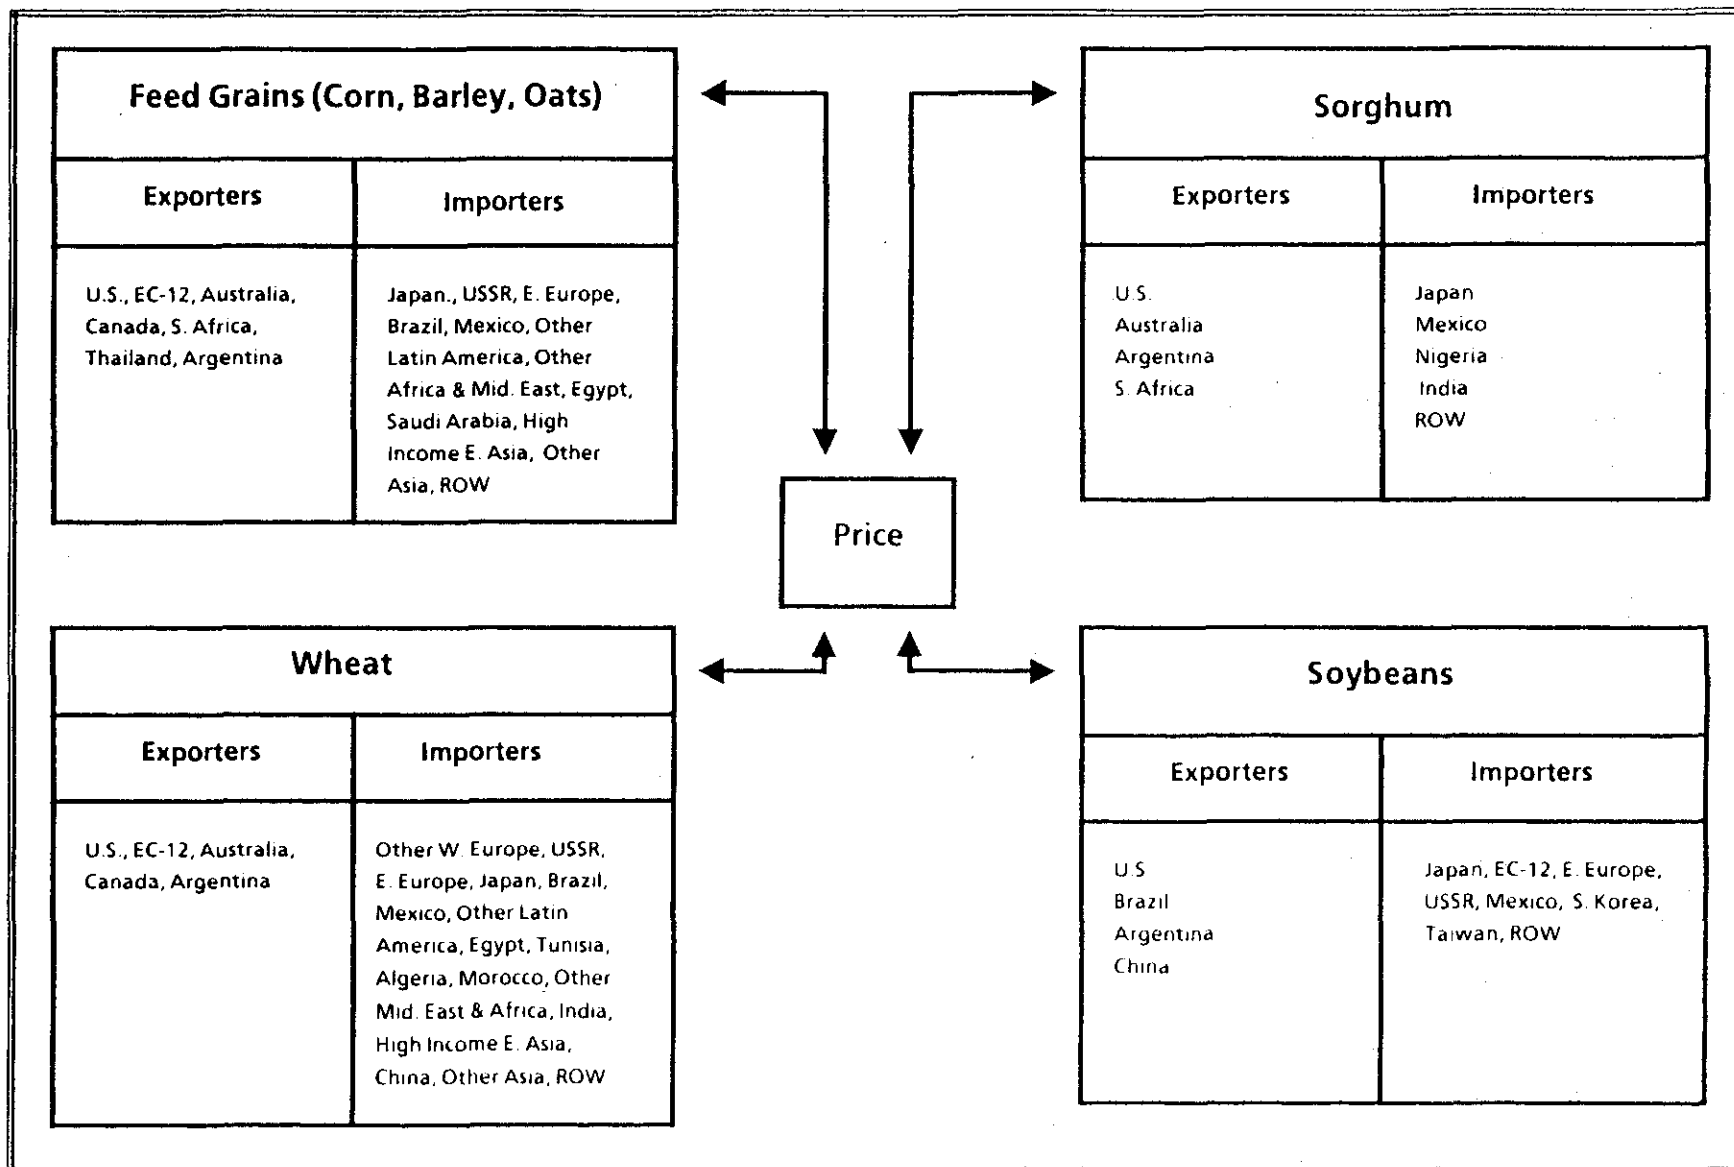 Feed Grains (Corn, Barley, Oats)
Exporters
Importers
U.S., EC-12, Australia,
Canada, S. Africa,
Thailand, Argentina
Japan., USSR, E. Europe,
Brazil, Mexico, Other
Latin America, Other
Africa & Mid. East, Egypt,
Saudi Arabia, High
Income E. Asia, Other
Asia, ROW
Sorghum
Exporters
Importers
U.S.
Australia
Argentina
S. Africa
Japan
Mexico
Nigeria
India
ROW
Price
Wheat
Exporters
Importers
U.S., EC-12, Australia,
Canada, Argentina
Other W. Europe, USSR,
E. Europe, Japan, Brazil,
Mexico, Other Latin
America, Egypt, Tunisia,
Algeria, Morocco, Other
Mid. East & Africa, India,
High Income E. Asia,
China, Other Asia, ROW
Soybeans
Exporters
Importers
U.S
Brazil
Argentina
China
Japan, EC-12, E. Europe,
USSR, Mexico, S. Korea,
Taiwan, ROW